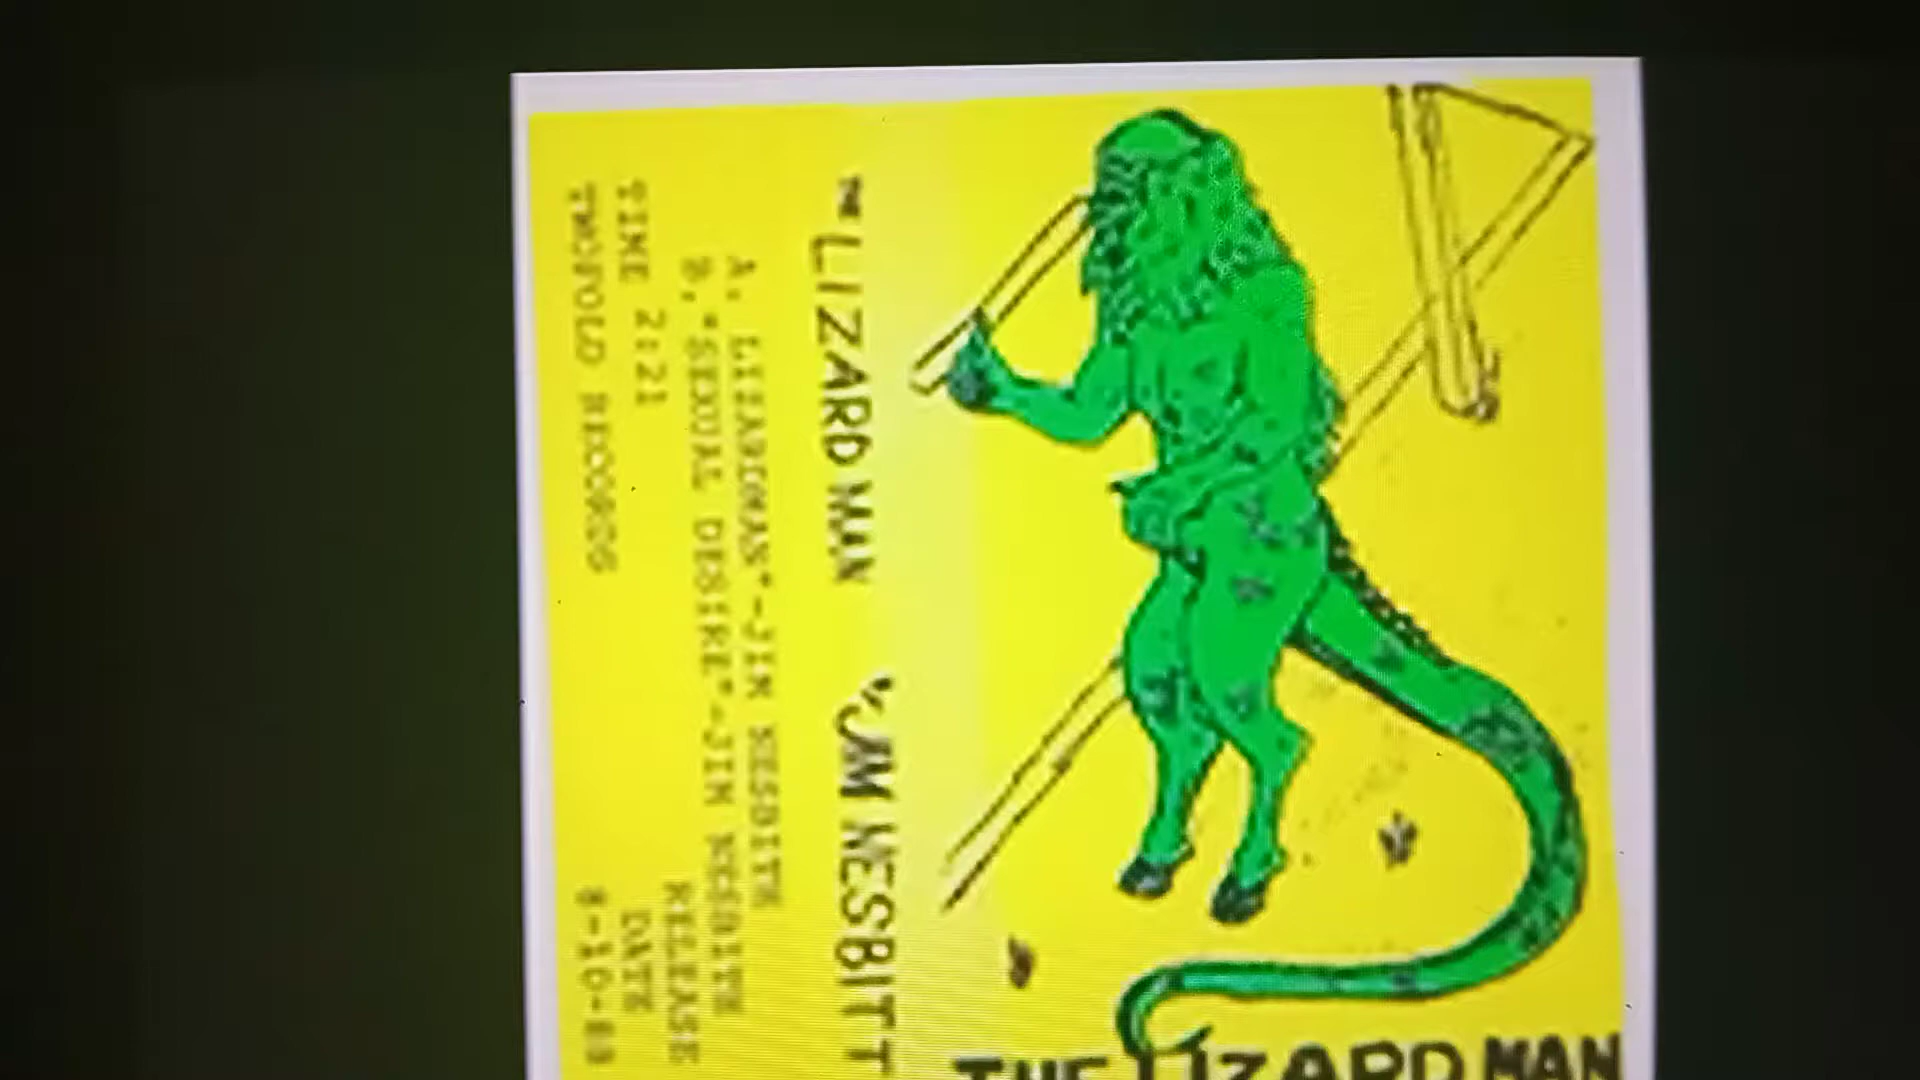 THE LIZARD MAN JIM NESBITT
A. LIZARDMAN"-JIM NESBITT
B. "SEXUAL DESIRE"-JIM NESBITT
RELEASE
TIME 2:21
DATE
TWOFOLD RECORDS
8-10-88
THE LIZARD MAN